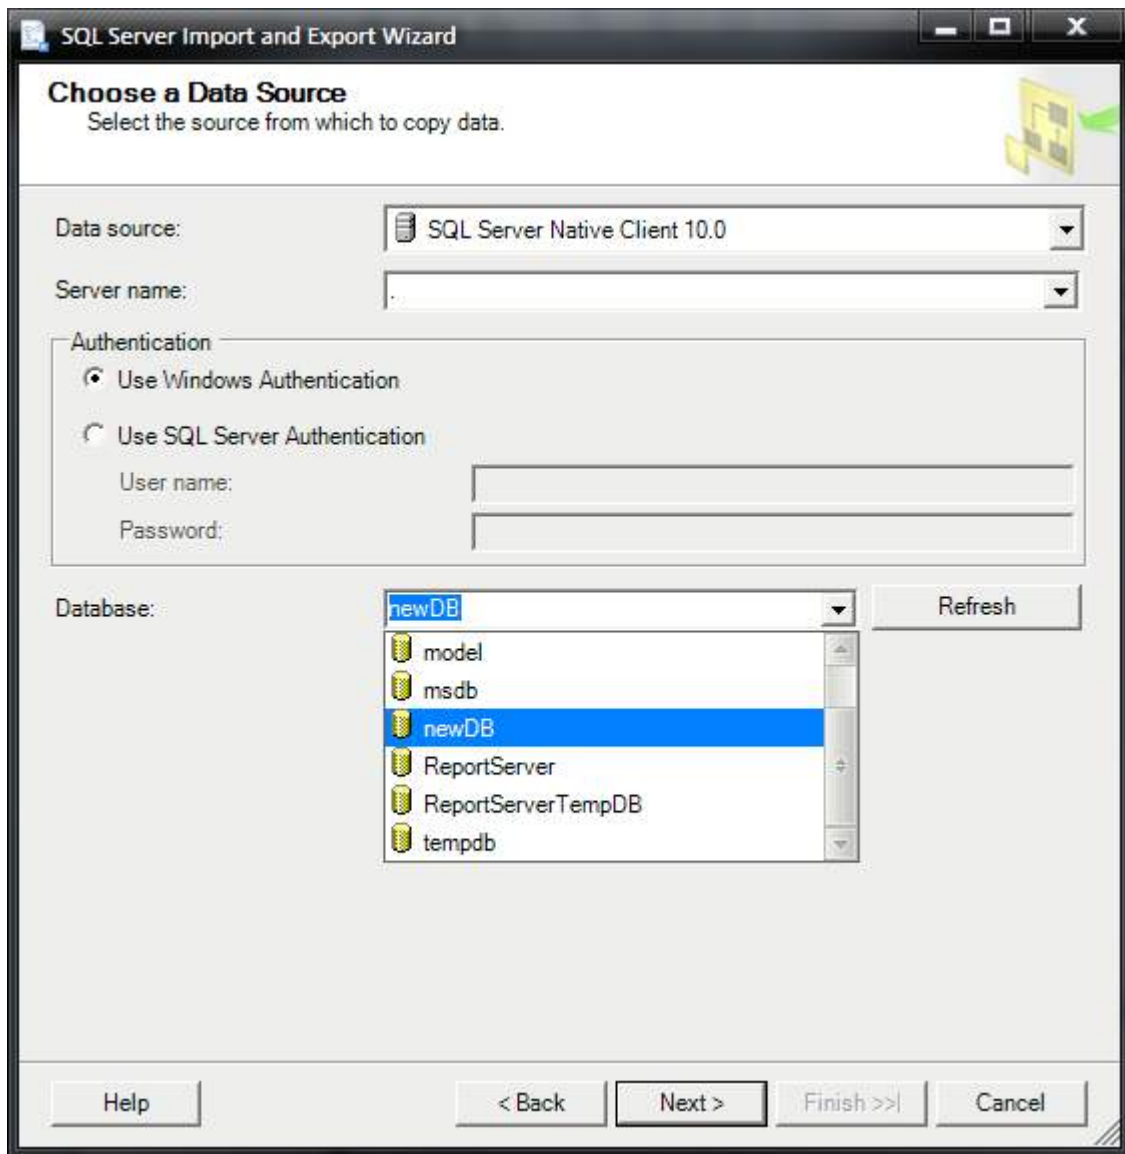 SQL Server Import and Export Wizard
Choose a Data Source
Select the source from which to copy data.
Data source:
SQL Server Native Client 10.0
Server name:
.
Authentication
Use Windows Authentication
Use SQL Server Authentication
User name:
Password:
Database:
newDB
Refresh
model
msdb
newDB
ReportServer
ReportServerTempDB
tempdb
Help
< Back
Next >
Finish >>|
Cancel